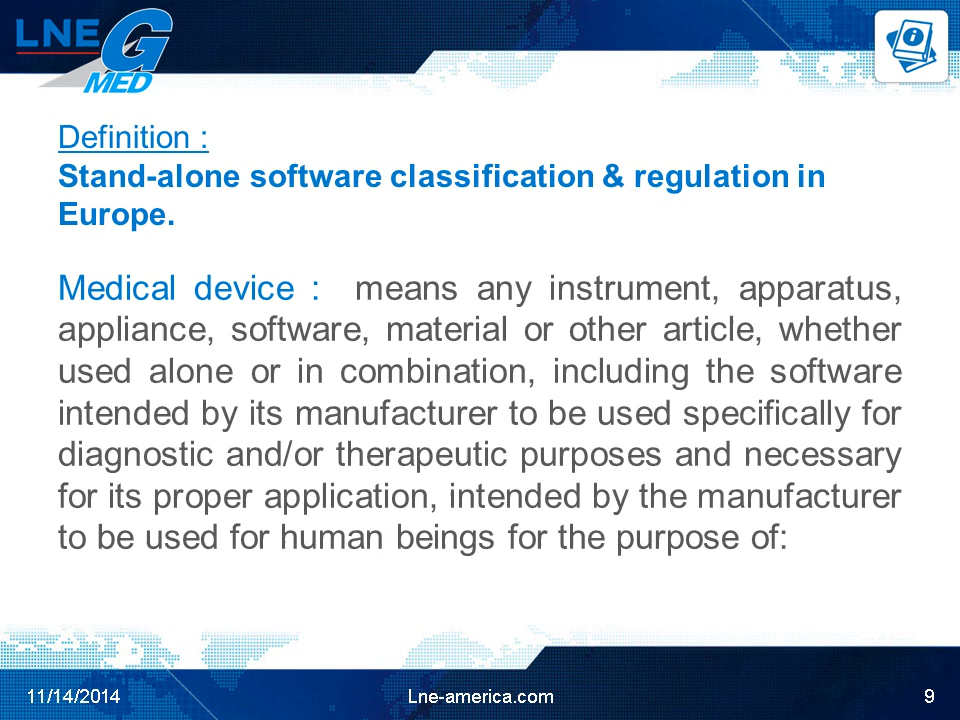 LNE G
MED
Definition :
Stand-alone software classification & regulation in
Europe.
Medical device : means any instrument, apparatus,
appliance, software, material or other article, whether
used alone or in combination, including the software
intended by its manufacturer to be used specifically for
diagnostic and/or therapeutic purposes and necessary
for its proper application, intended by the manufacturer
to be used for human beings for the purpose of:
11/14/2014 Lne-america.com 9